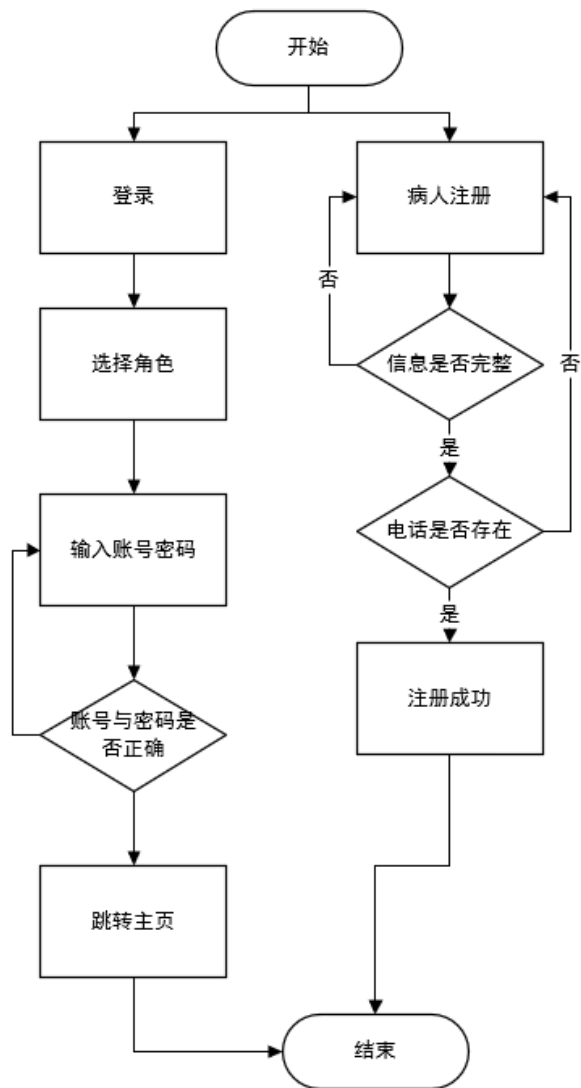 开始
登录
病人注册
否
选择角色
信息是否完整
否
是
输入账号密码
电话是否存在
是
账号与密码是
否正确
注册成功
跳转主页
结束